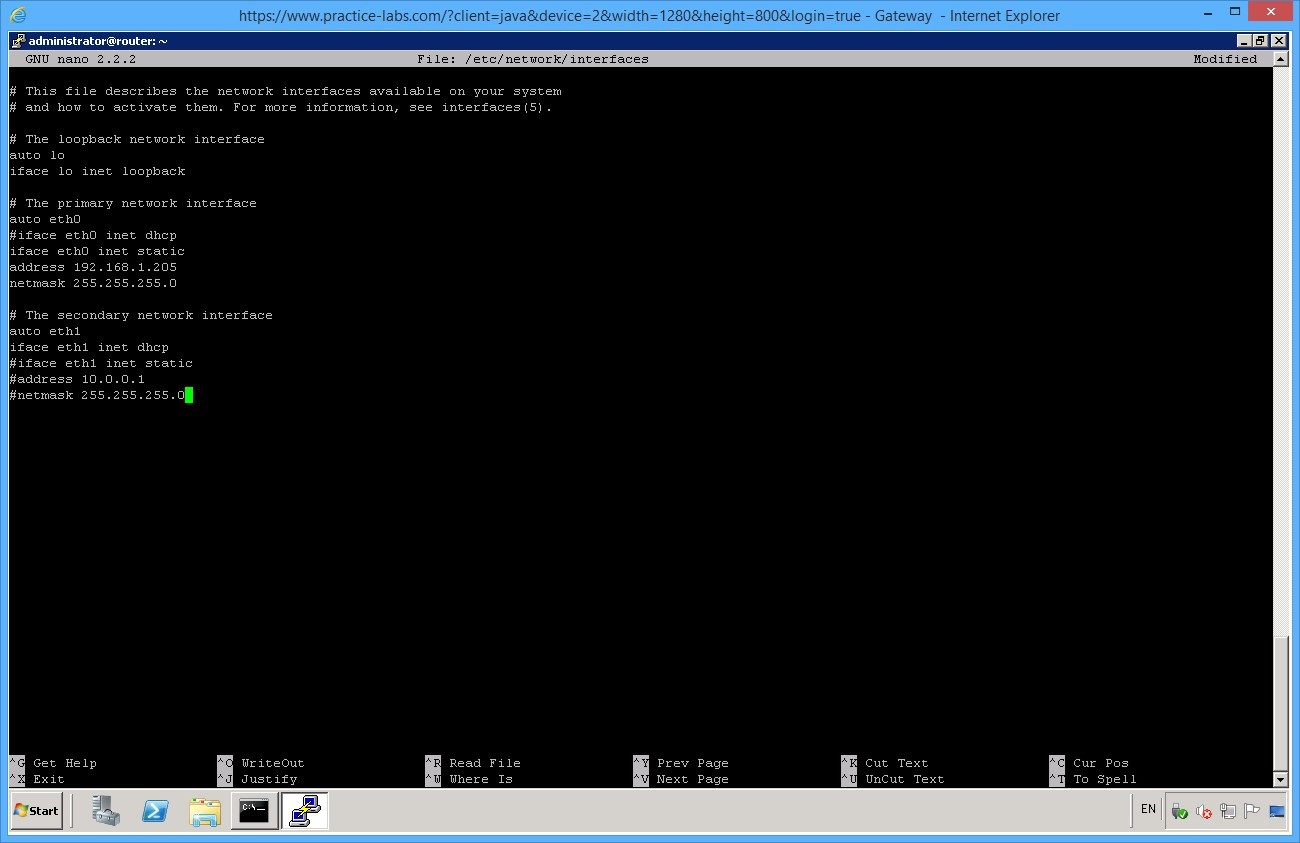 https://www.practice-labs.com/?client=java&device=2&width=1280&height=800&login=true - Gateway - Internet Explorer
administrator@router: ~
GNU nano 2.2.2 File: /etc/network/interfaces Modified
# This file describes the network interfaces available on your system
# and how to activate them. For more information, see interfaces(5).
# The loopback network interface
auto lo
iface lo inet loopback
# The primary network interface
auto eth0
#iface eth0 inet dhcp
iface eth0 inet static
address 192.168.1.205
netmask 255.255.255.0
# The secondary network interface
auto eth1
iface eth1 inet dhcp
#iface eth1 inet static
#address 10.0.0.1
#netmask 255.255.255.0
^G Get Help ^O WriteOut ^R Read File ^Y Prev Page ^K Cut Text ^C Cur Pos
^X Exit ^J Justify ^W Where Is ^V Next Page ^U UnCut Text ^T To Spell
Start C:\ EN